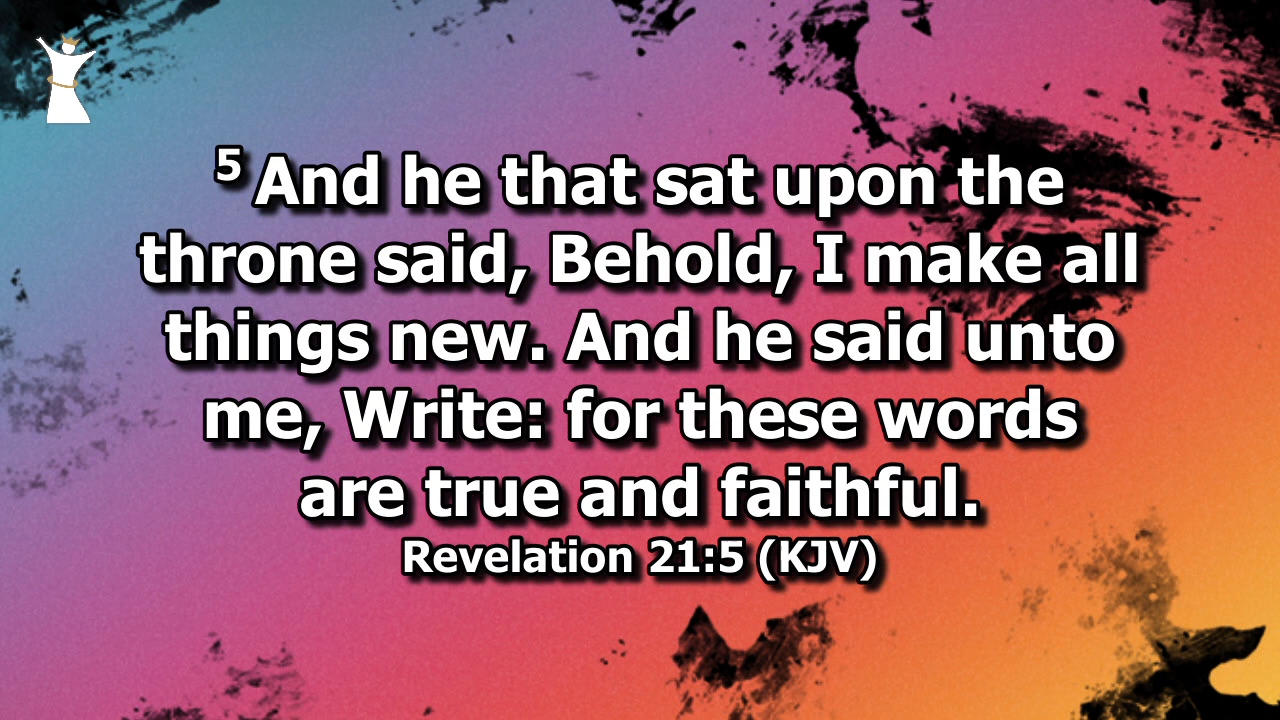 5 And he that sat upon the
throne said, Behold, I make all
things new. And he said unto
me, Write: for these words
are true and faithful.
Revelation 21:5 (KJV)